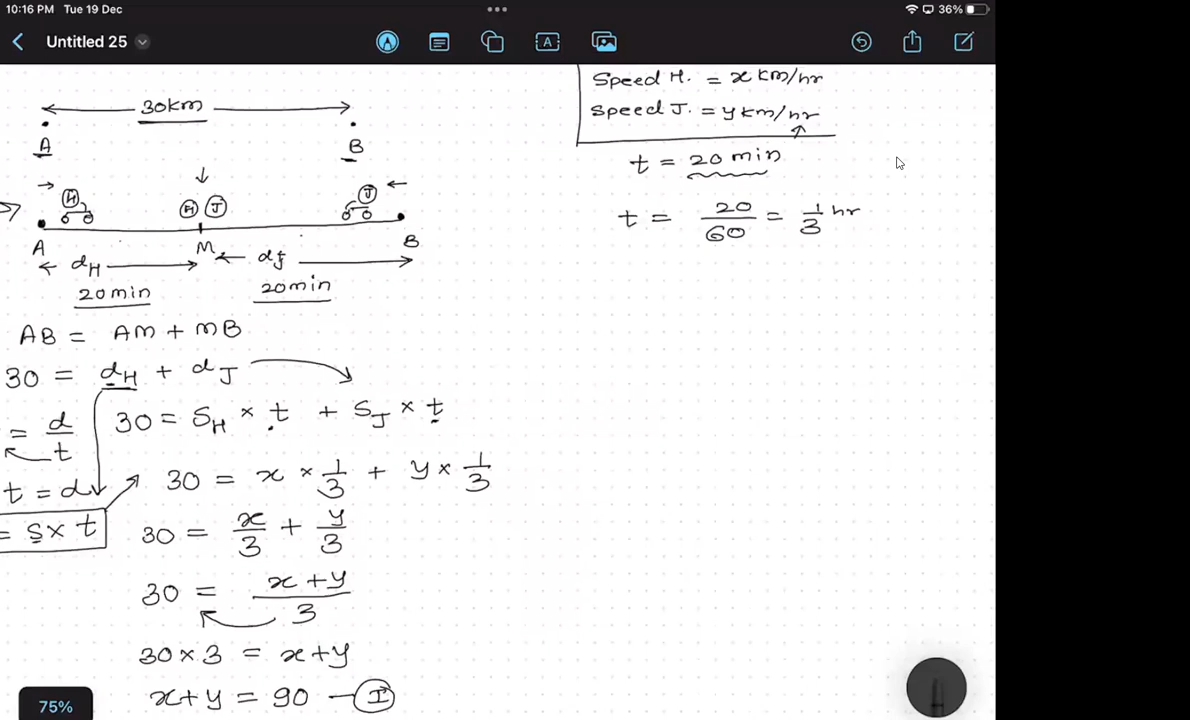 10:16 PM Tue 19 Dec
36%
Untitled 25
30km
A B
H H J J
A M B
dH dJ
20min 20min
AB = AM + MB
30 = dH + dJ
= d/t
30 = SH × t + SJ × t
t = d
30 = x × 1/3 + y × 1/3
= S × t
30 = x/3 + y/3
30 = x+y/3
30×3 = x+y
x+y = 90 — I
Speed H. = x km/hr
Speed J. = y km/hr
t = 20 min
t = 20/60 = 1/3 hr
75%